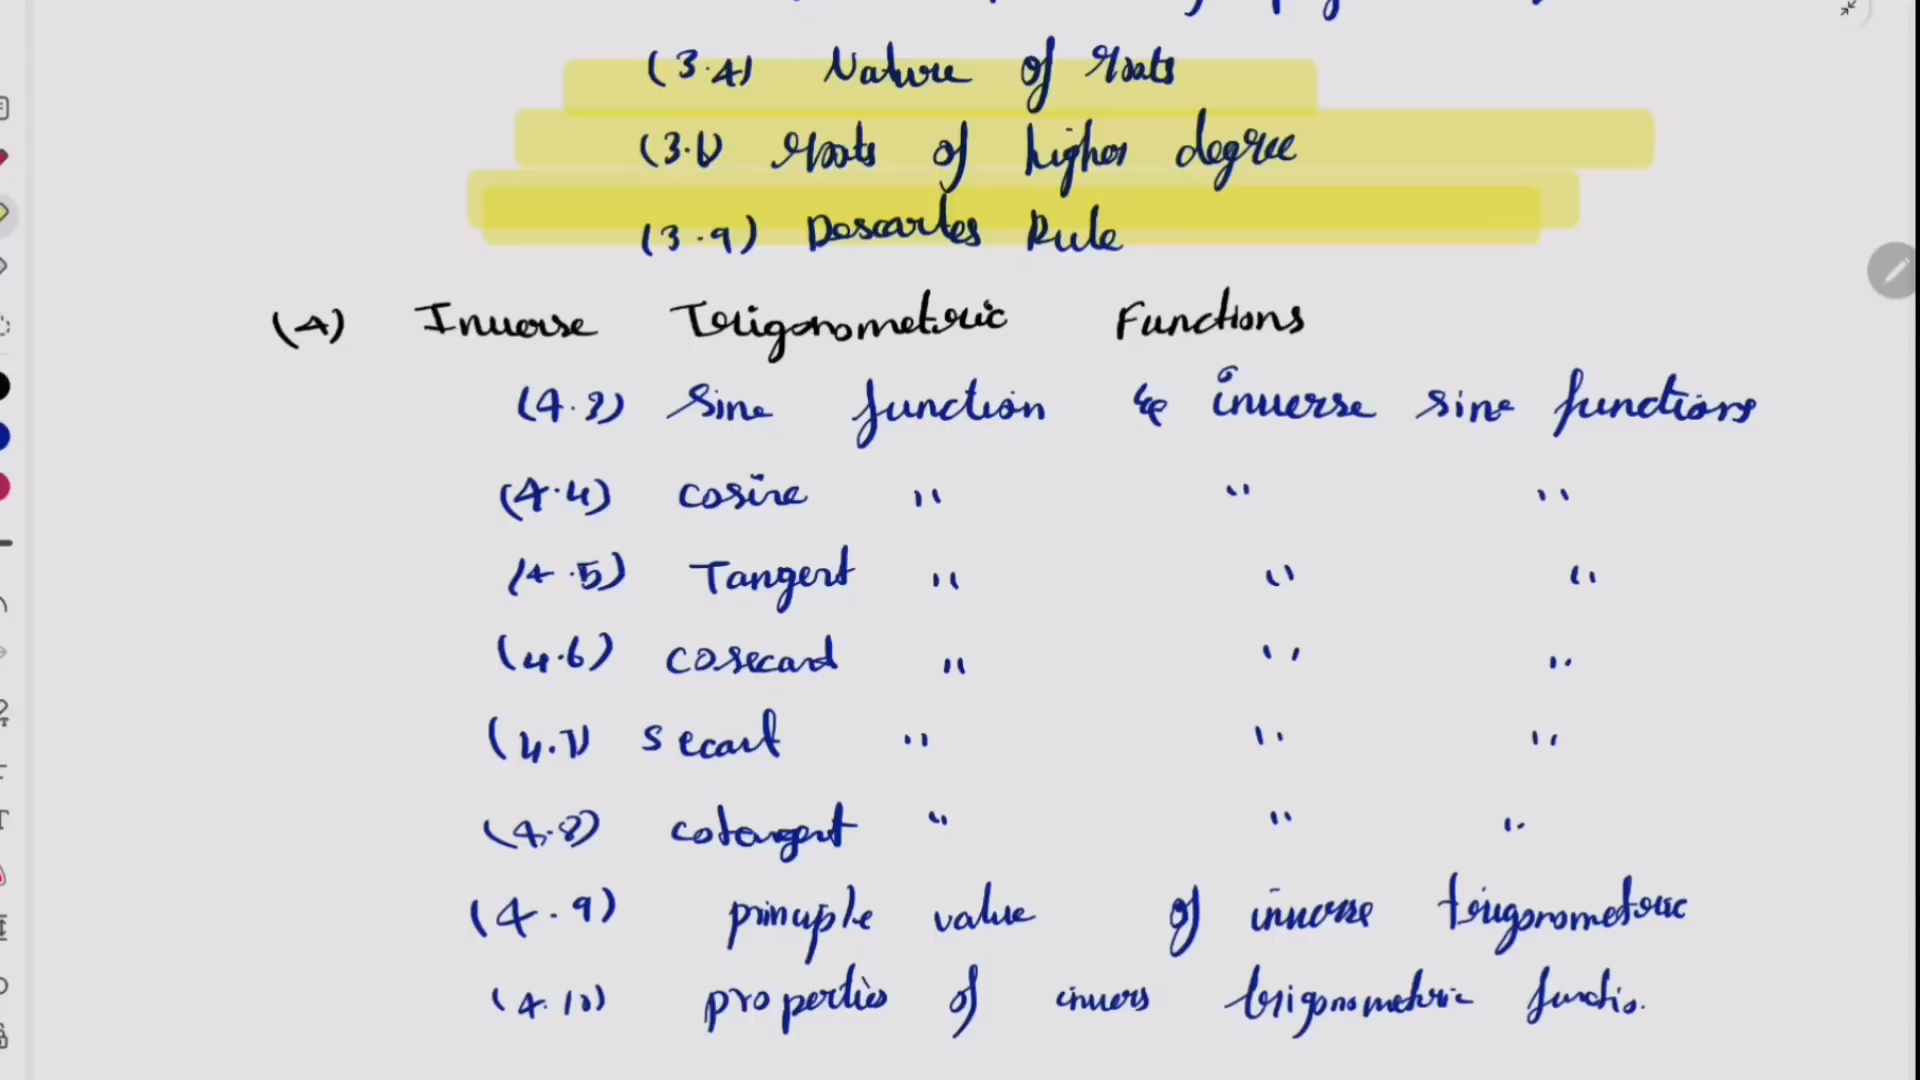 (3.4) Nature of roots
(3.6) roots of higher degree
(3.9) Descartes Rule
(4) Inverse Trigonometric Functions
(4.3) Sine function & inverse sine functions
(4.4) cosine " " "
(4.5) Tangent " " "
(4.6) cosecant " " "
(4.7) secant " " "
(4.8) cotangent " " "
(4.9) principle value of inverse trigonometric
(4.10) properties of invers trigonometric functio.